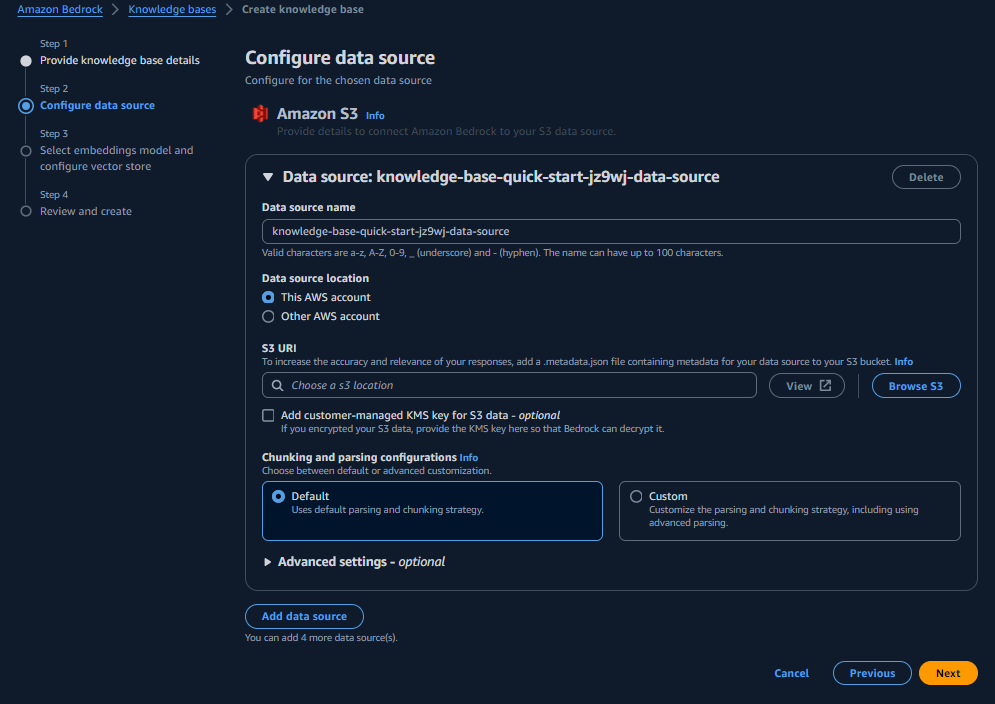 Amazon Bedrock > Knowledge bases > Create knowledge base
Step 1
Provide knowledge base details
Step 2
Configure data source
Step 3
Select embeddings model and
configure vector store
Step 4
Review and create
Configure data source
Configure for the chosen data source
Amazon S3 Info
Provide details to connect Amazon Bedrock to your S3 data source.
Data source: knowledge-base-quick-start-jz9wj-data-source
Delete
Data source name
knowledge-base-quick-start-jz9wj-data-source
Valid characters are a-z, A-Z, 0-9, _ (underscore) and - (hyphen). The name can have up to 100 characters.
Data source location
This AWS account
Other AWS account
S3 URI
To increase the accuracy and relevance of your responses, add a .metadata.json file containing metadata for your data source to your S3 bucket. Info
Choose a s3 location
View
Browse S3
Add customer-managed KMS key for S3 data - optional
If you encrypted your S3 data, provide the KMS key here so that Bedrock can decrypt it.
Chunking and parsing configurations Info
Choose between default or advanced customization.
Default
Uses default parsing and chunking strategy.
Custom
Customize the parsing and chunking strategy, including using
advanced parsing.
Advanced settings - optional
Add data source
You can add 4 more data source(s).
Cancel
Previous
Next